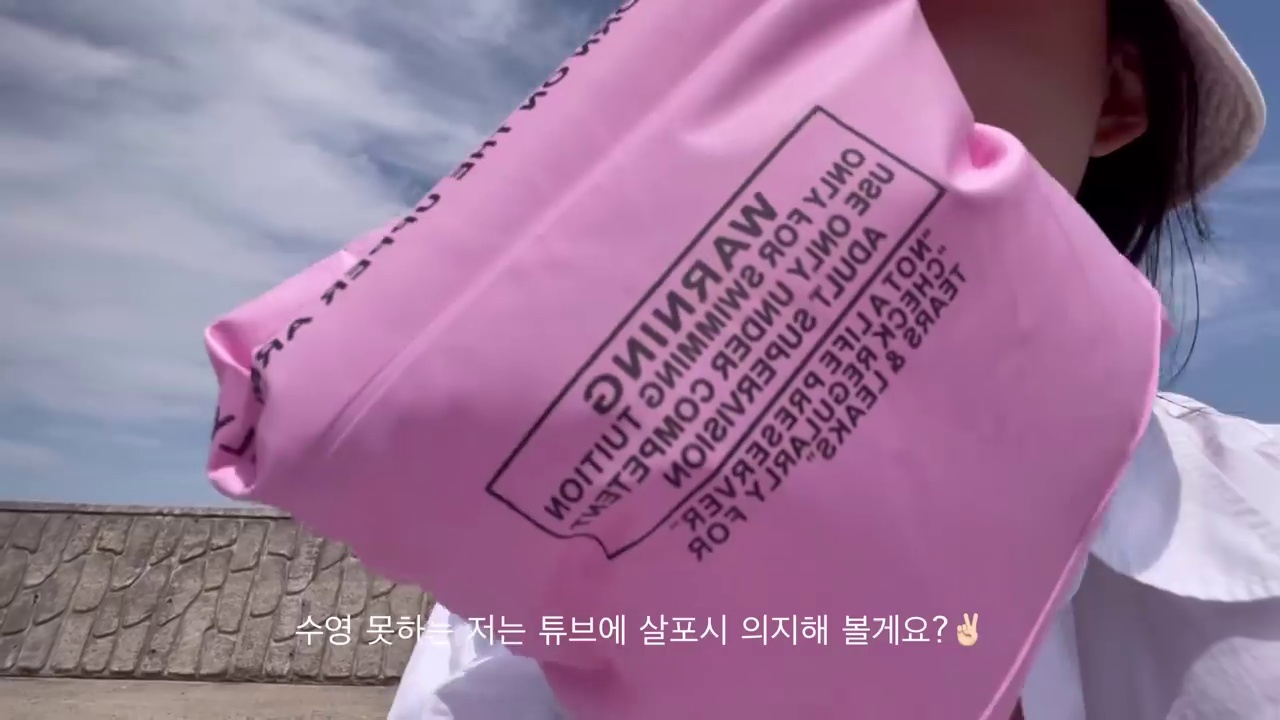 WARNING
ONLY FOR SWIMMING TUITION
USE ONLY UNDER COMPETENT
ADULT SUPERVISION
"NOT A LIFE PRESERVER"
"CHECK REGULARLY FOR
TEARS & LEAKS"
수영 못하는 저는 튜브에 살포시 의지해 볼게요?✌🏻